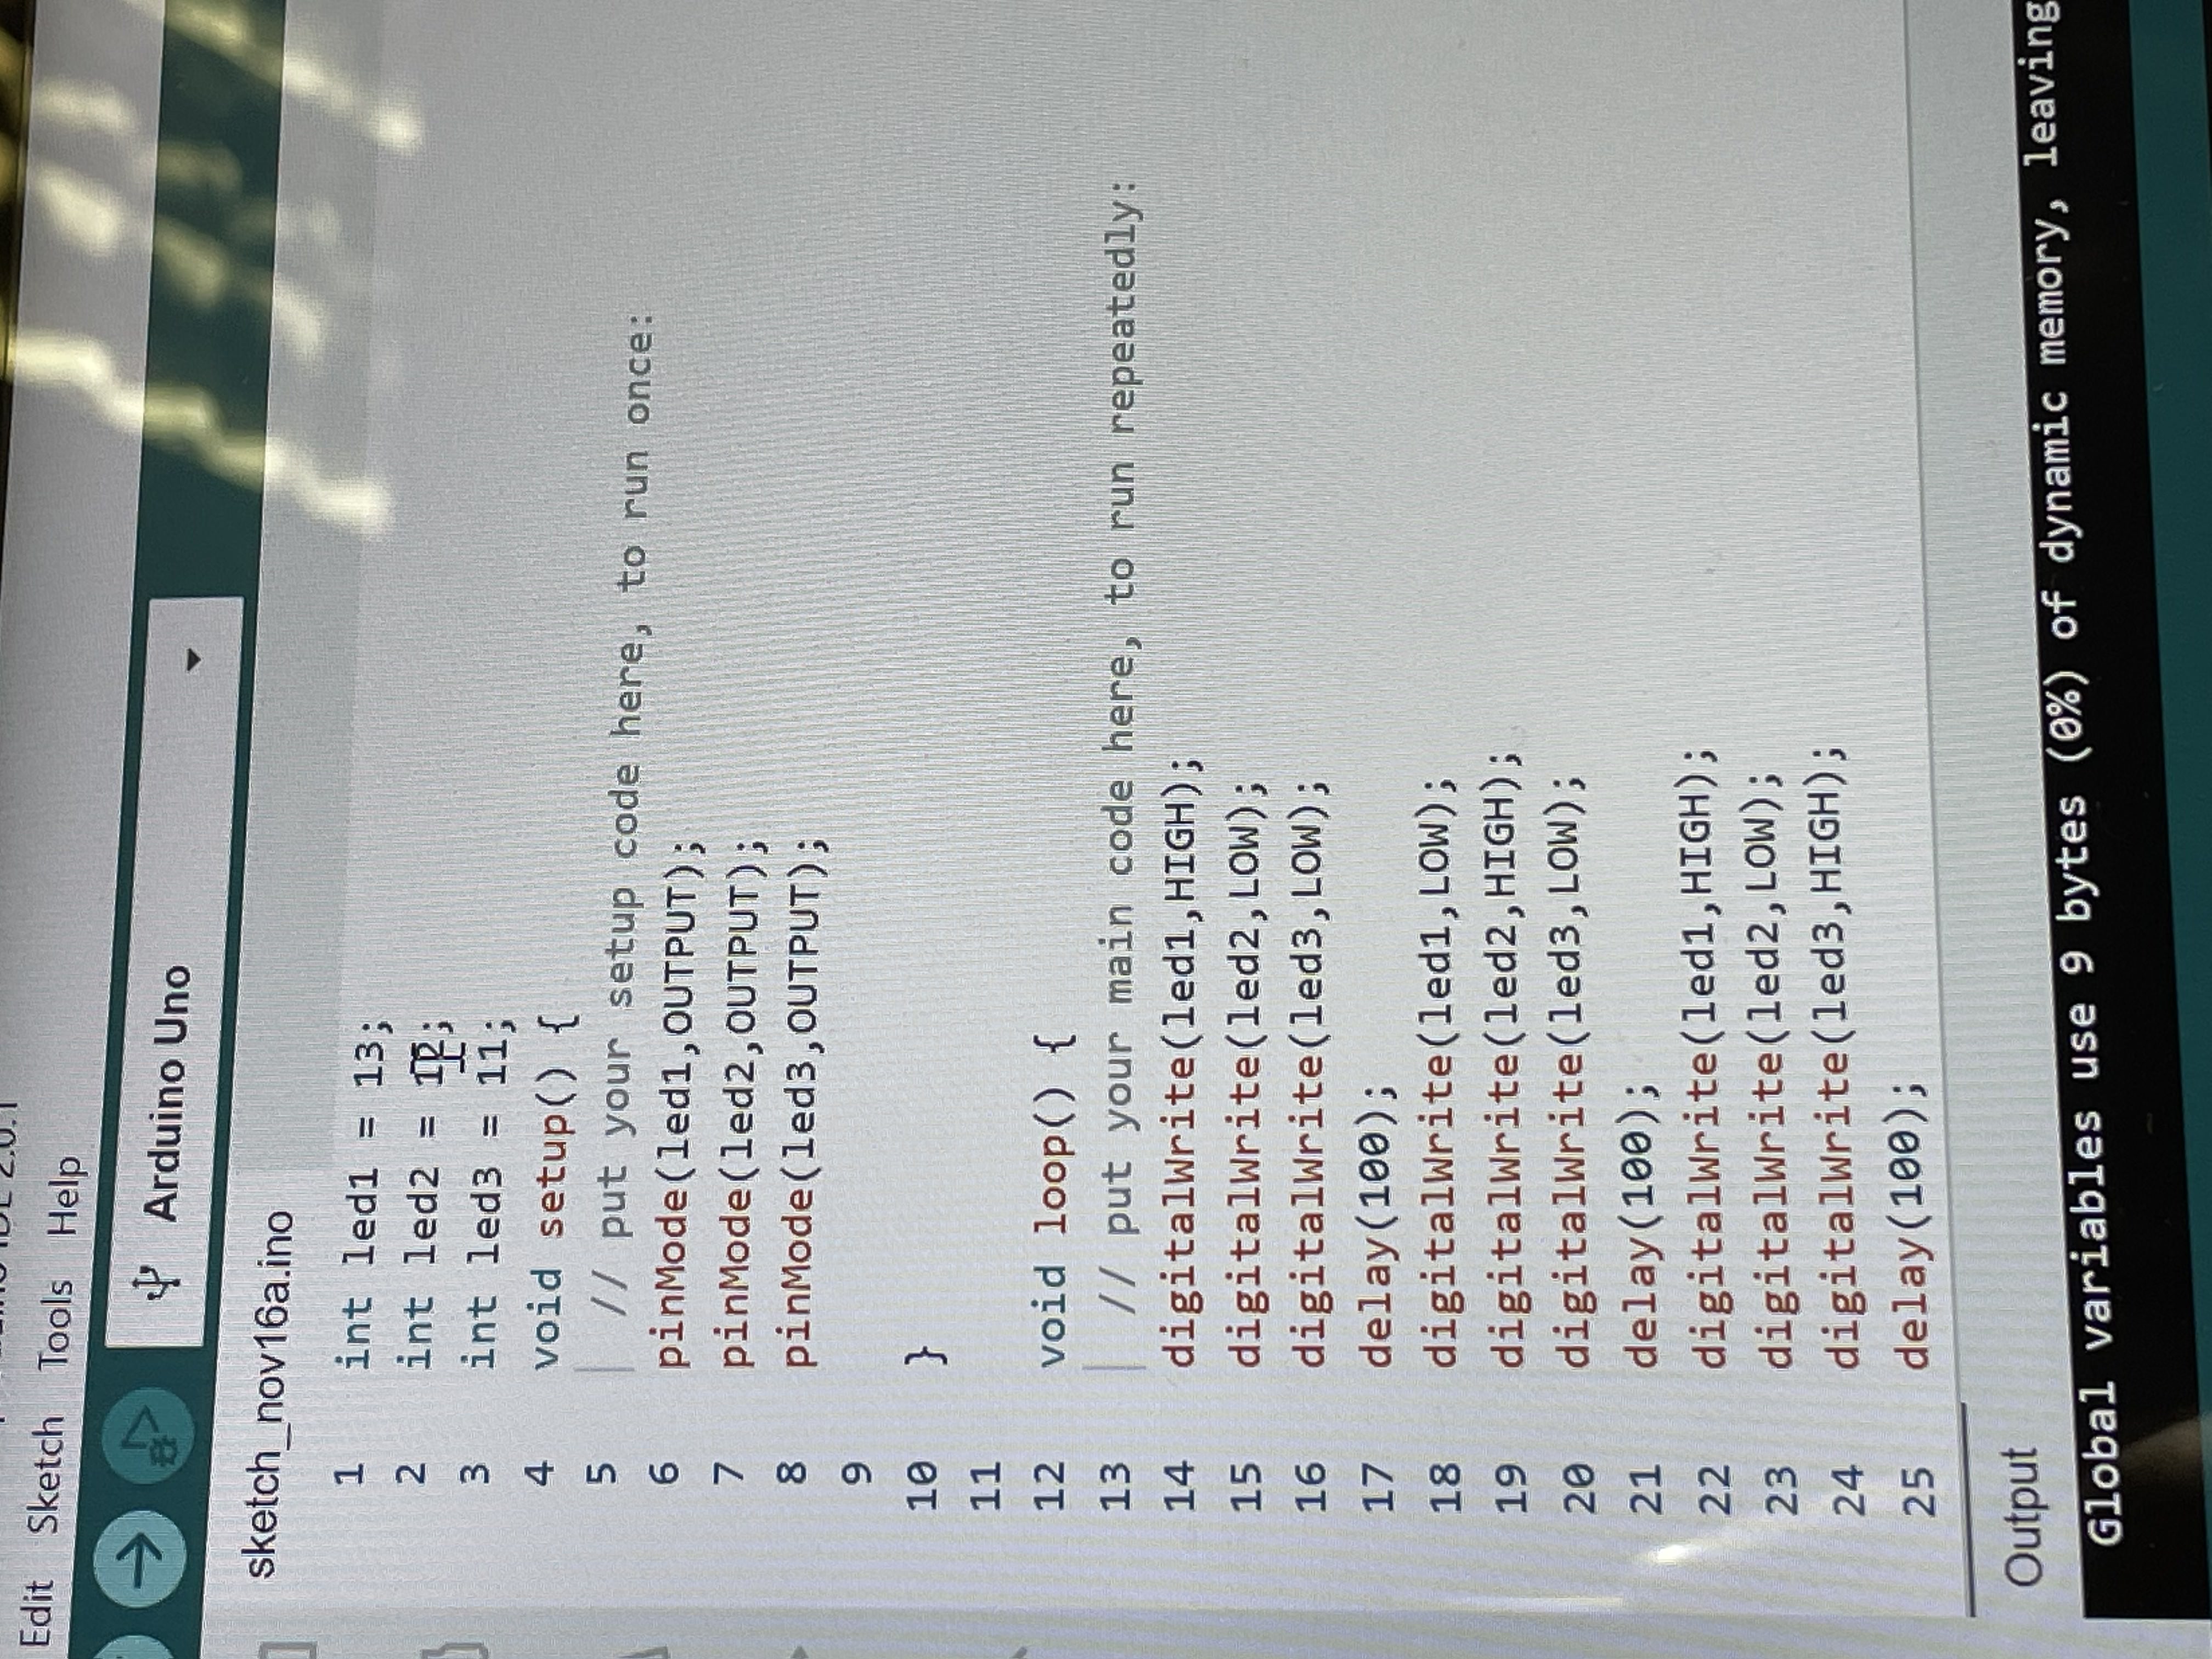 IDE 2.0.1
Edit Sketch Tools Help
Arduino Uno
sketch_nov16a.ino
1 int led1 = 13;
2 int led2 = 12;
3 int led3 = 11;
4 void setup() {
5 // put your setup code here, to run once:
6 pinMode(led1,OUTPUT);
7 pinMode(led2,OUTPUT);
8 pinMode(led3,OUTPUT);
9
10 }
11
12 void loop() {
13 // put your main code here, to run repeatedly:
14 digitalWrite(led1,HIGH);
15 digitalWrite(led2,LOW);
16 digitalWrite(led3,LOW);
17 delay(100);
18 digitalWrite(led1,LOW);
19 digitalWrite(led2,HIGH);
20 digitalWrite(led3,LOW);
21 delay(100);
22 digitalWrite(led1,HIGH);
23 digitalWrite(led2,LOW);
24 digitalWrite(led3,HIGH);
25 delay(100);
Output
Global variables use 9 bytes (0%) of dynamic memory, leaving